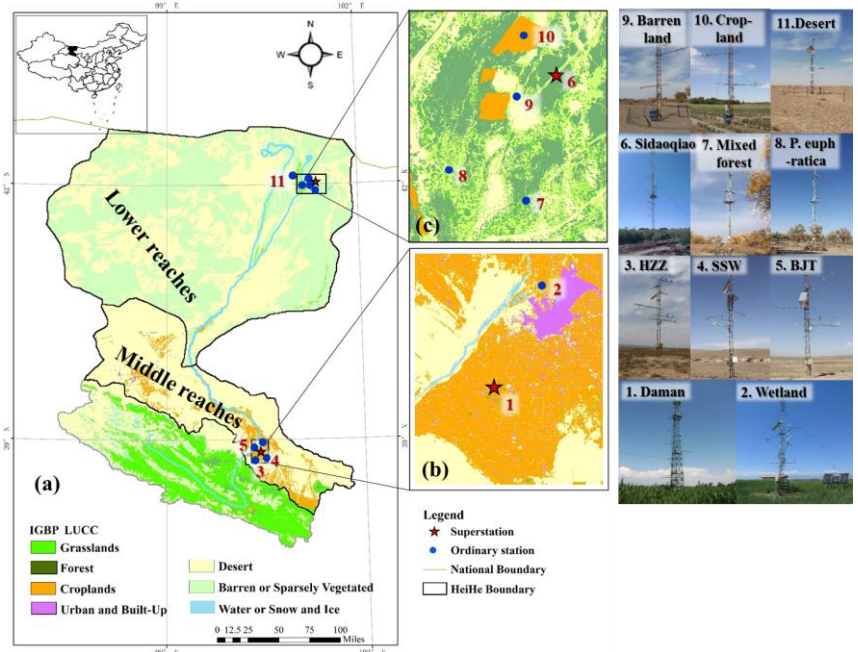 99° E
102° E
N
W
E
S
42° N
42° N
11
Lower reaches
Middle reaches
39° N
5
4
3
(a)
IGBP LUCC
Grasslands
Forest
Croplands
Urban and Built-Up
Desert
Barren or Sparsely Vegetated
Water or Snow and Ice
0 12.5 25 50 75 100
Miles
10
6
9
8
7
(c)
2
1
(b)
Legend
Superstation
Ordinary station
National Boundary
HeiHe Boundary
9. Barren land
10. Crop-land
11.Desert
6. Sidaoqiao
7. Mixed forest
8. P. euph-ratica
3. HZZ
4. SSW
5. BJT
1. Daman
2. Wetland